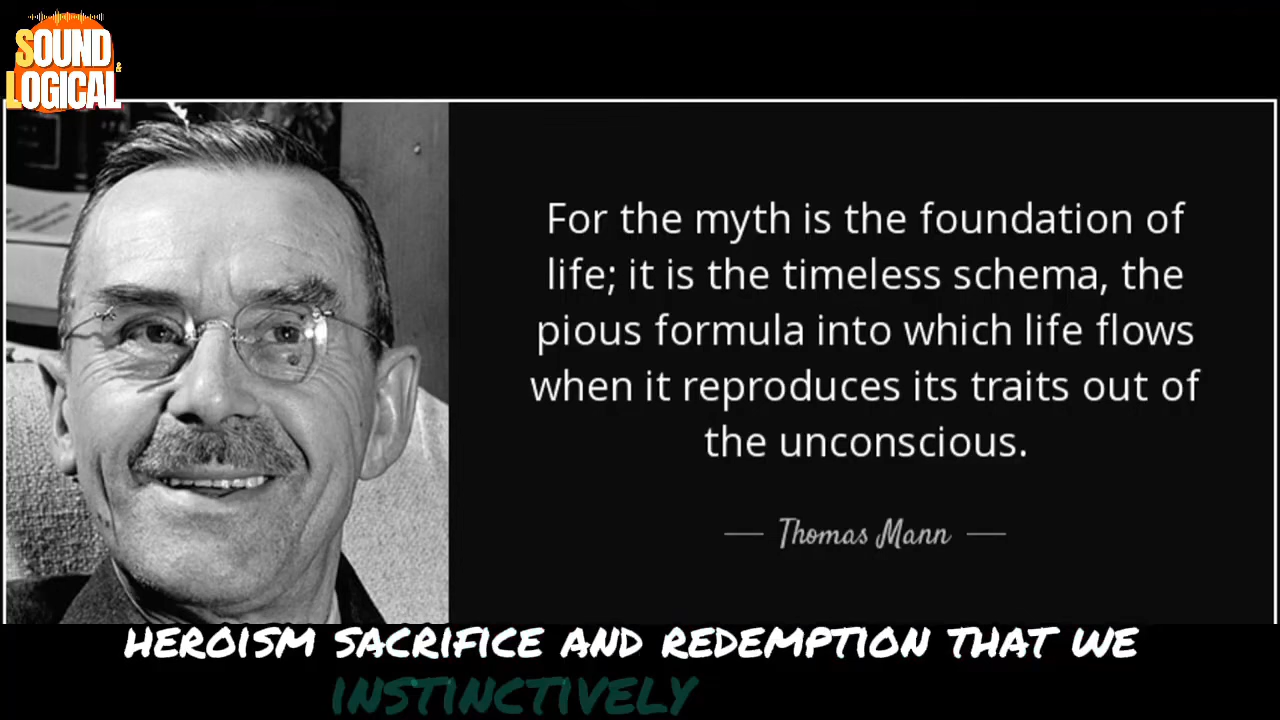 SOUND
&
LOGICAL
For the myth is the foundation of
life; it is the timeless schema, the
pious formula into which life flows
when it reproduces its traits out of
the unconscious.
Thomas Mann
HEROISM SACRIFICE AND REDEMPTION THAT WE
INSTINCTIVELY